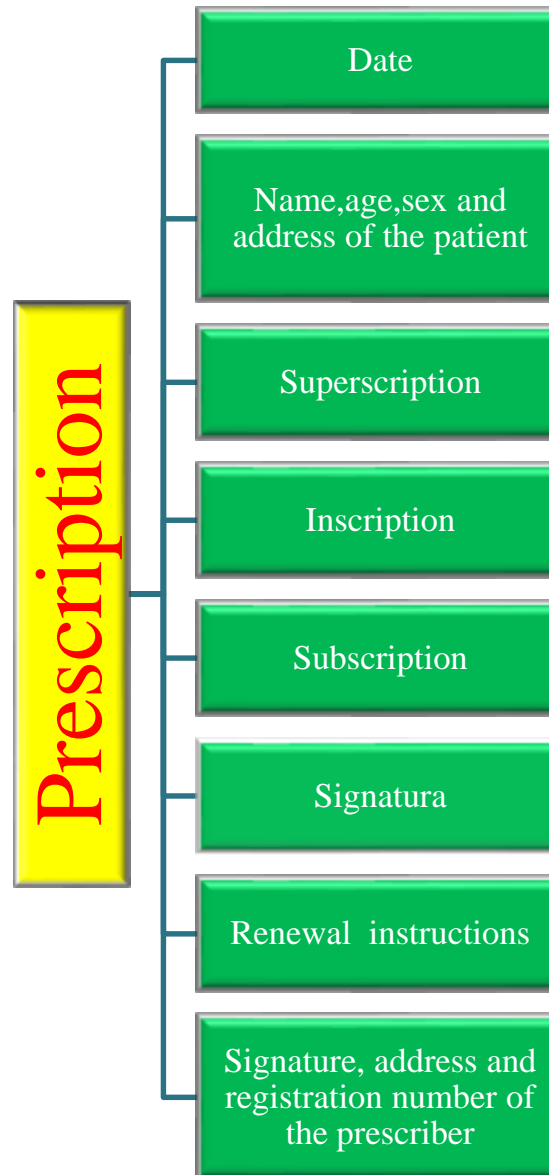 Prescription
Date
Name,age,sex and
address of the patient
Superscription
Inscription
Subscription
Signatura
Renewal  instructions
Signature, address and
registration number of
the prescriber